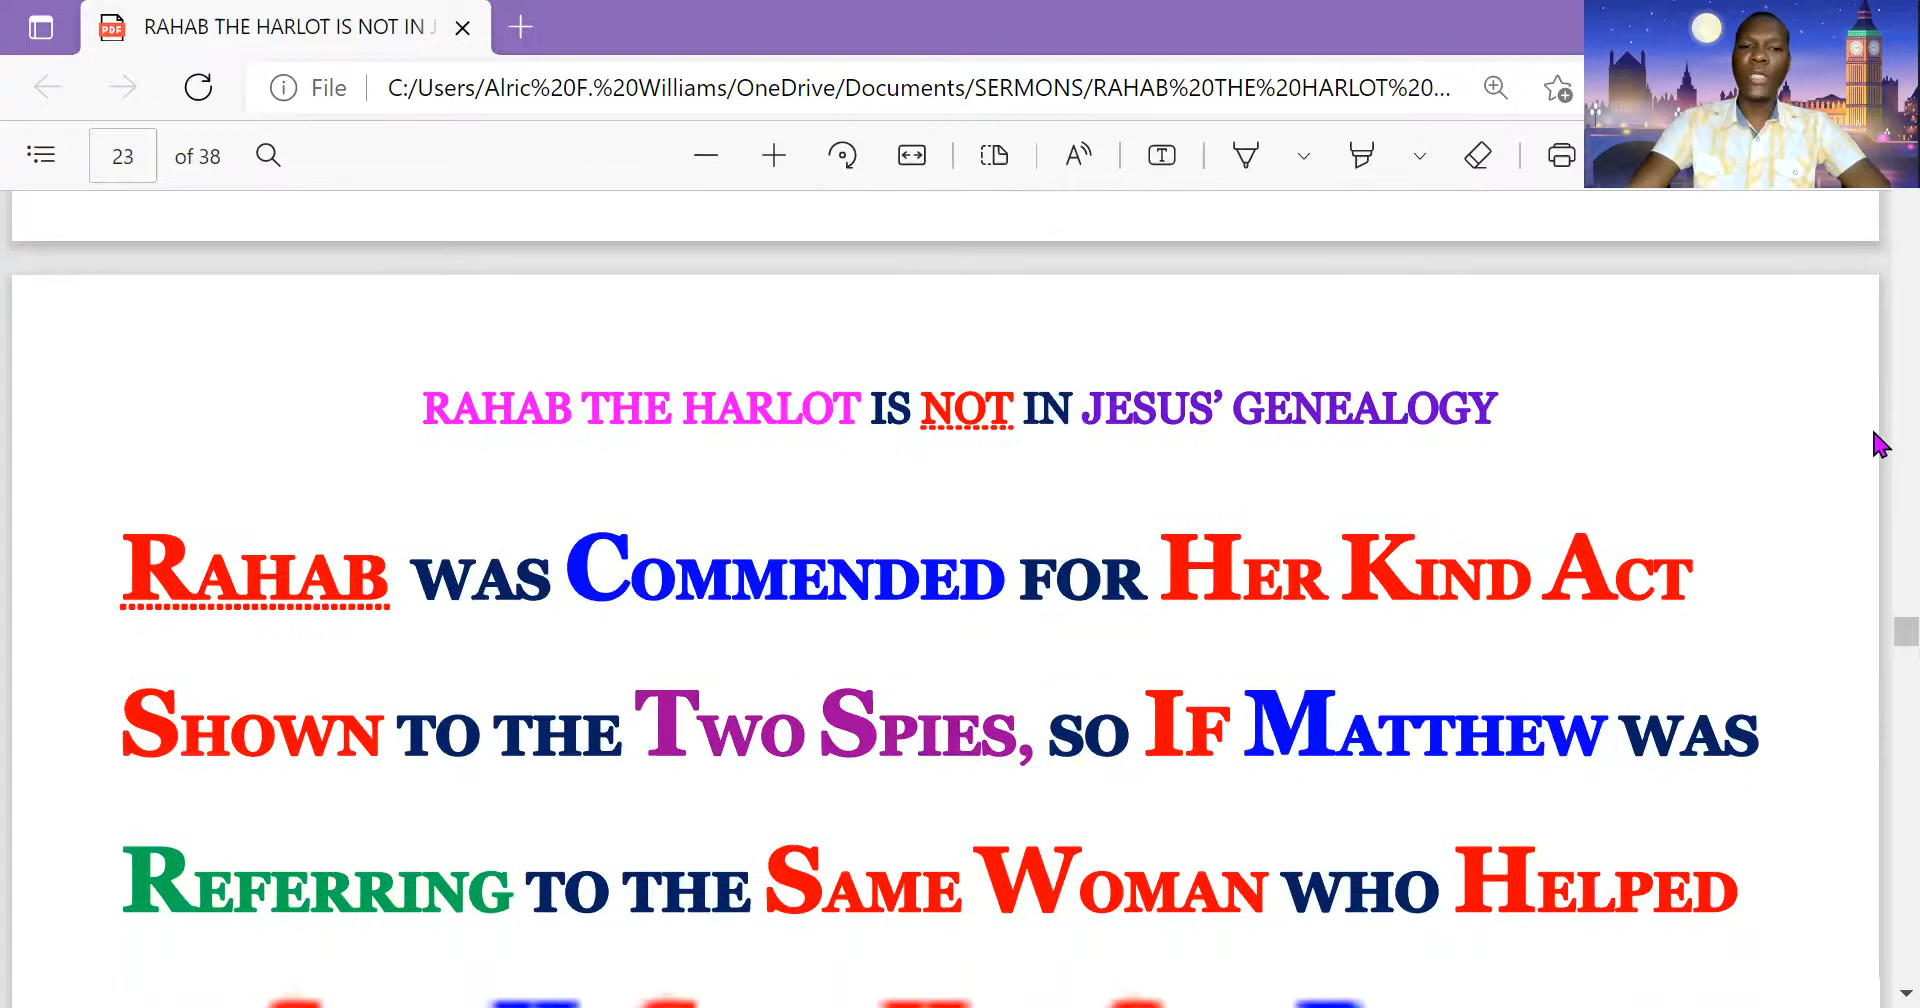 RAHAB THE HARLOT IS NOT IN
File
C:/Users/Alric%20F.%20Williams/OneDrive/Documents/SERMONS/RAHAB%20THE%20HARLOT%20...
23 of 38
RAHAB THE HARLOT IS NOT IN JESUS’ GENEALOGY
RAHAB WAS COMMENDED FOR HER KIND ACT
SHOWN TO THE TWO SPIES, SO IF MATTHEW WAS
REFERRING TO THE SAME WOMAN WHO HELPED